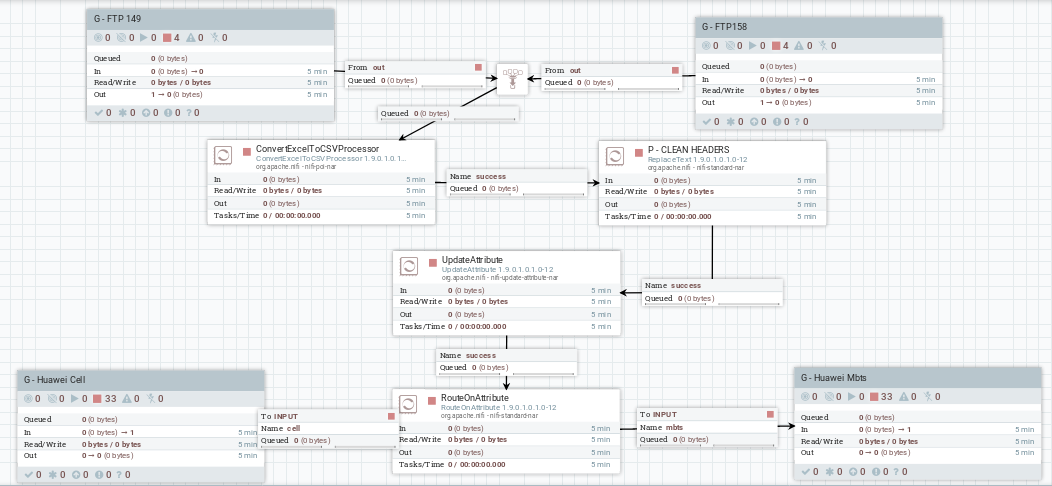 G - FTP 149
0 0 0 4 0 0
Queued 0 (0 bytes)
In 0 (0 bytes) → 0 5 min
Read/Write 0 bytes / 0 bytes 5 min
Out 1 → 0 (0 bytes) 5 min
0 0 0 0 ? 0
From out
Queued 0 (0 bytes)
From out
Queued 0 (0 bytes)
G - FTP158
0 0 0 4 0 0
Queued 0 (0 bytes)
In 0 (0 bytes) → 0 5 min
Read/Write 0 bytes / 0 bytes 5 min
Out 1 → 0 (0 bytes) 5 min
0 0 0 0 ? 0
Queued 0 (0 bytes)
ConvertExcelToCSVProcessor
ConvertExcelToCSVProcessor 1.9.0.1.0.1...
org.apache.nifi - nifi-poi-nar
In 0 (0 bytes) 5 min
Read/Write 0 bytes / 0 bytes 5 min
Out 0 (0 bytes) 5 min
Tasks/Time 0 / 00:00:00.000 5 min
Name success
Queued 0 (0 bytes)
P - CLEAN HEADERS
ReplaceText 1.9.0.1.0.1.0-12
org.apache.nifi - nifi-standard-nar
In 0 (0 bytes) 5 min
Read/Write 0 bytes / 0 bytes 5 min
Out 0 (0 bytes) 5 min
Tasks/Time 0 / 00:00:00.000 5 min
UpdateAttribute
UpdateAttribute 1.9.0.1.0.1.0-12
org.apache.nifi - nifi-update-attribute-nar
In 0 (0 bytes) 5 min
Read/Write 0 bytes / 0 bytes 5 min
Out 0 (0 bytes) 5 min
Tasks/Time 0 / 00:00:00.000 5 min
Name success
Queued 0 (0 bytes)
Name success
Queued 0 (0 bytes)
G - Huawei Cell
0 0 0 33 0 0
Queued 0 (0 bytes)
In 0 (0 bytes) → 1 5 min
Read/Write 0 bytes / 0 bytes 5 min
Out 0 → 0 (0 bytes) 5 min
0 0 0 0 ? 0
To INPUT
Name cell
Queued 0 (0 bytes)
RouteOnAttribute
RouteOnAttribute 1.9.0.1.0.1.0-12
org.apache.nifi - nifi-standard-nar
In 0 (0 bytes) 5 min
Read/Write 0 bytes / 0 bytes 5 min
Out 0 (0 bytes) 5 min
Tasks/Time 0 / 00:00:00.000 5 min
To INPUT
Name mbts
Queued 0 (0 bytes)
G - Huawei Mbts
0 0 0 33 0 0
Queued 0 (0 bytes)
In 0 (0 bytes) → 1 5 min
Read/Write 0 bytes / 0 bytes 5 min
Out 0 → 0 (0 bytes) 5 min
0 0 0 0 ? 0